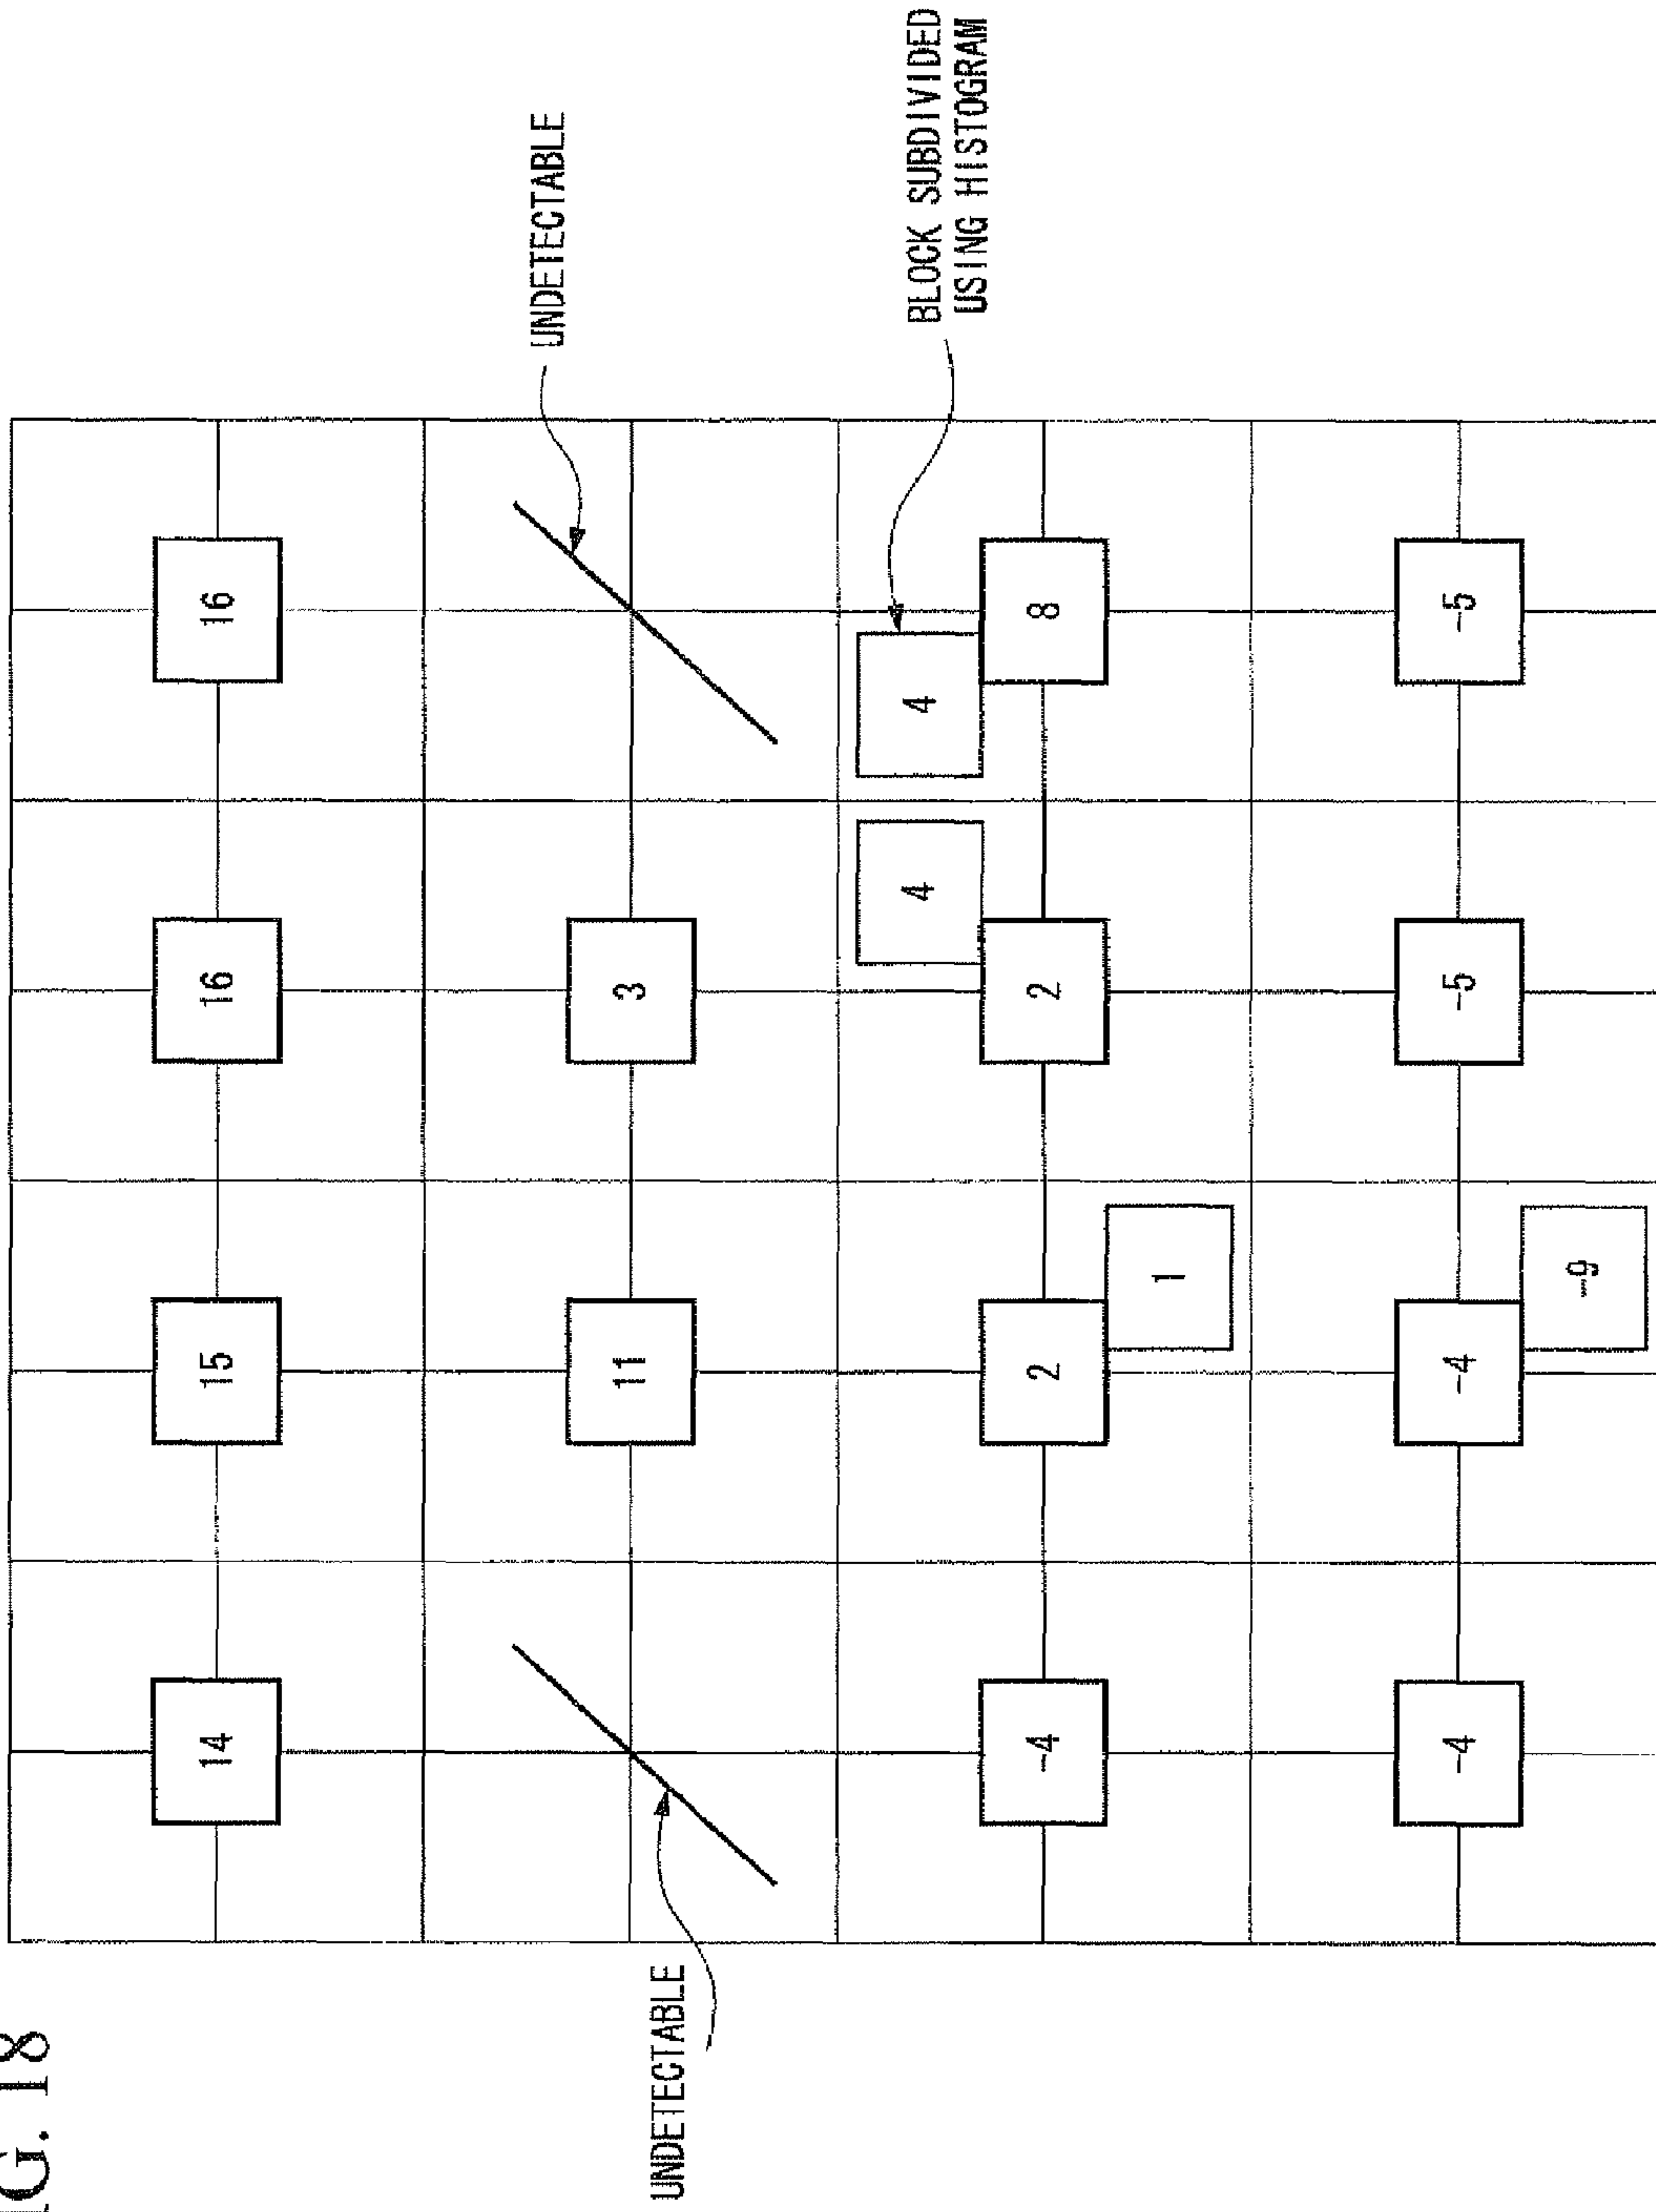 IG. 18
14 15 16 16
UNDETECTABLE
11 3
UNDETECTABLE
4 4
BLOCK SUBDIVIDED
USING HISTOGRAM
-4 2 2 8
1
-4 -4 -5 -5
-9